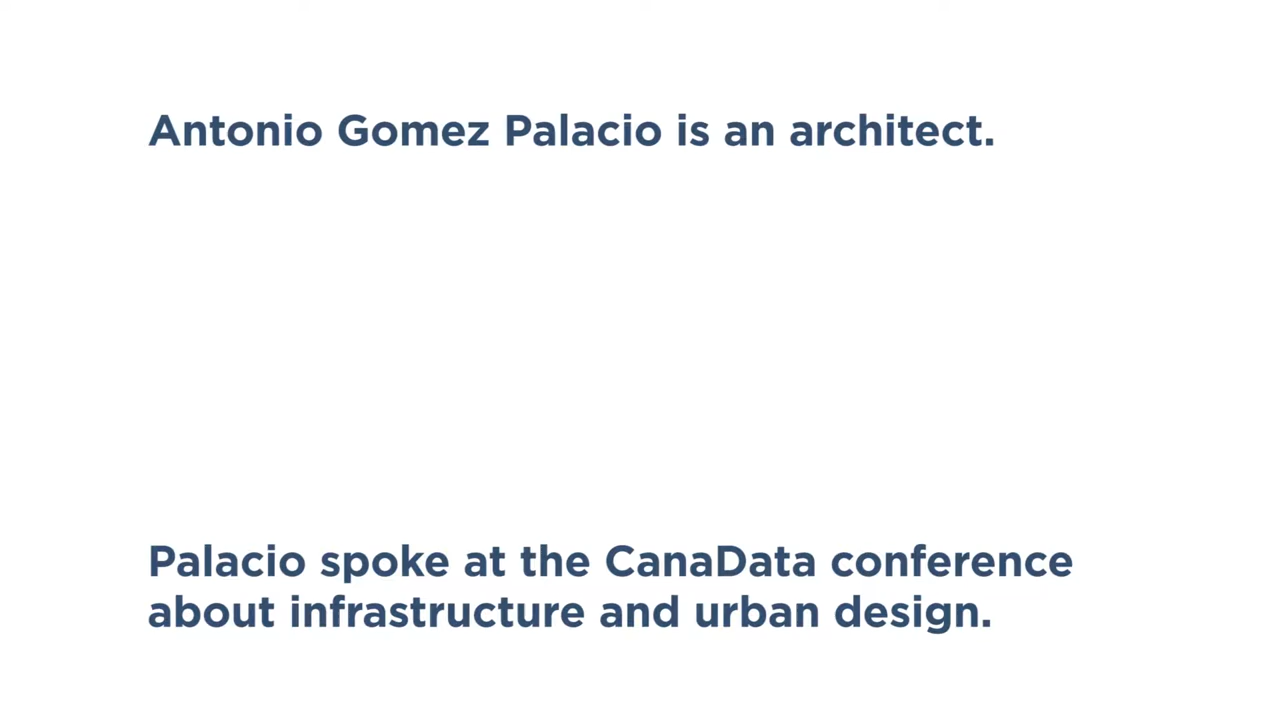 Antonio Gomez Palacio is an architect.
Palacio spoke at the CanaData conference
about infrastructure and urban design.